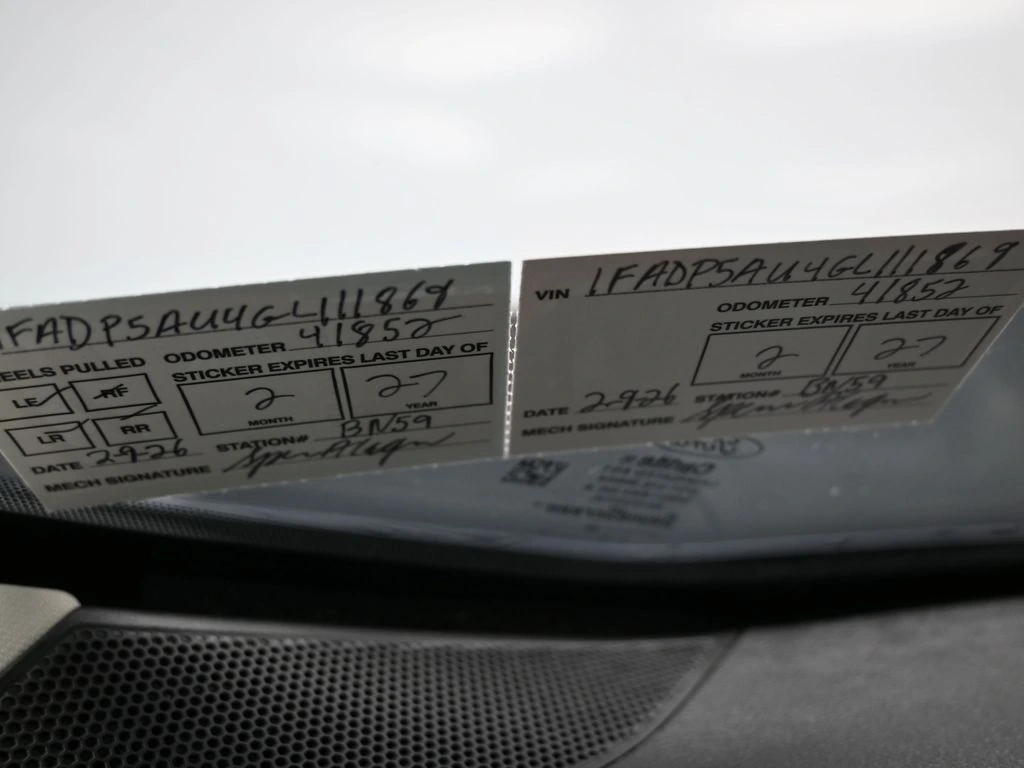 1FADP5AU4GL111869
EELS PULLED
ODOMETER 41852
STICKER EXPIRES LAST DAY OF
LF
RF
2
27
MONTH
YEAR
LR
RR
DATE 2-9-26
STATION# BN59
MECH SIGNATURE
VIN 1FADP5AU4GL111869
ODOMETER 41852
STICKER EXPIRES LAST DAY OF
2
27
MONTH
YEAR
DATE 2-9-26
STATION# BN59
MECH SIGNATURE